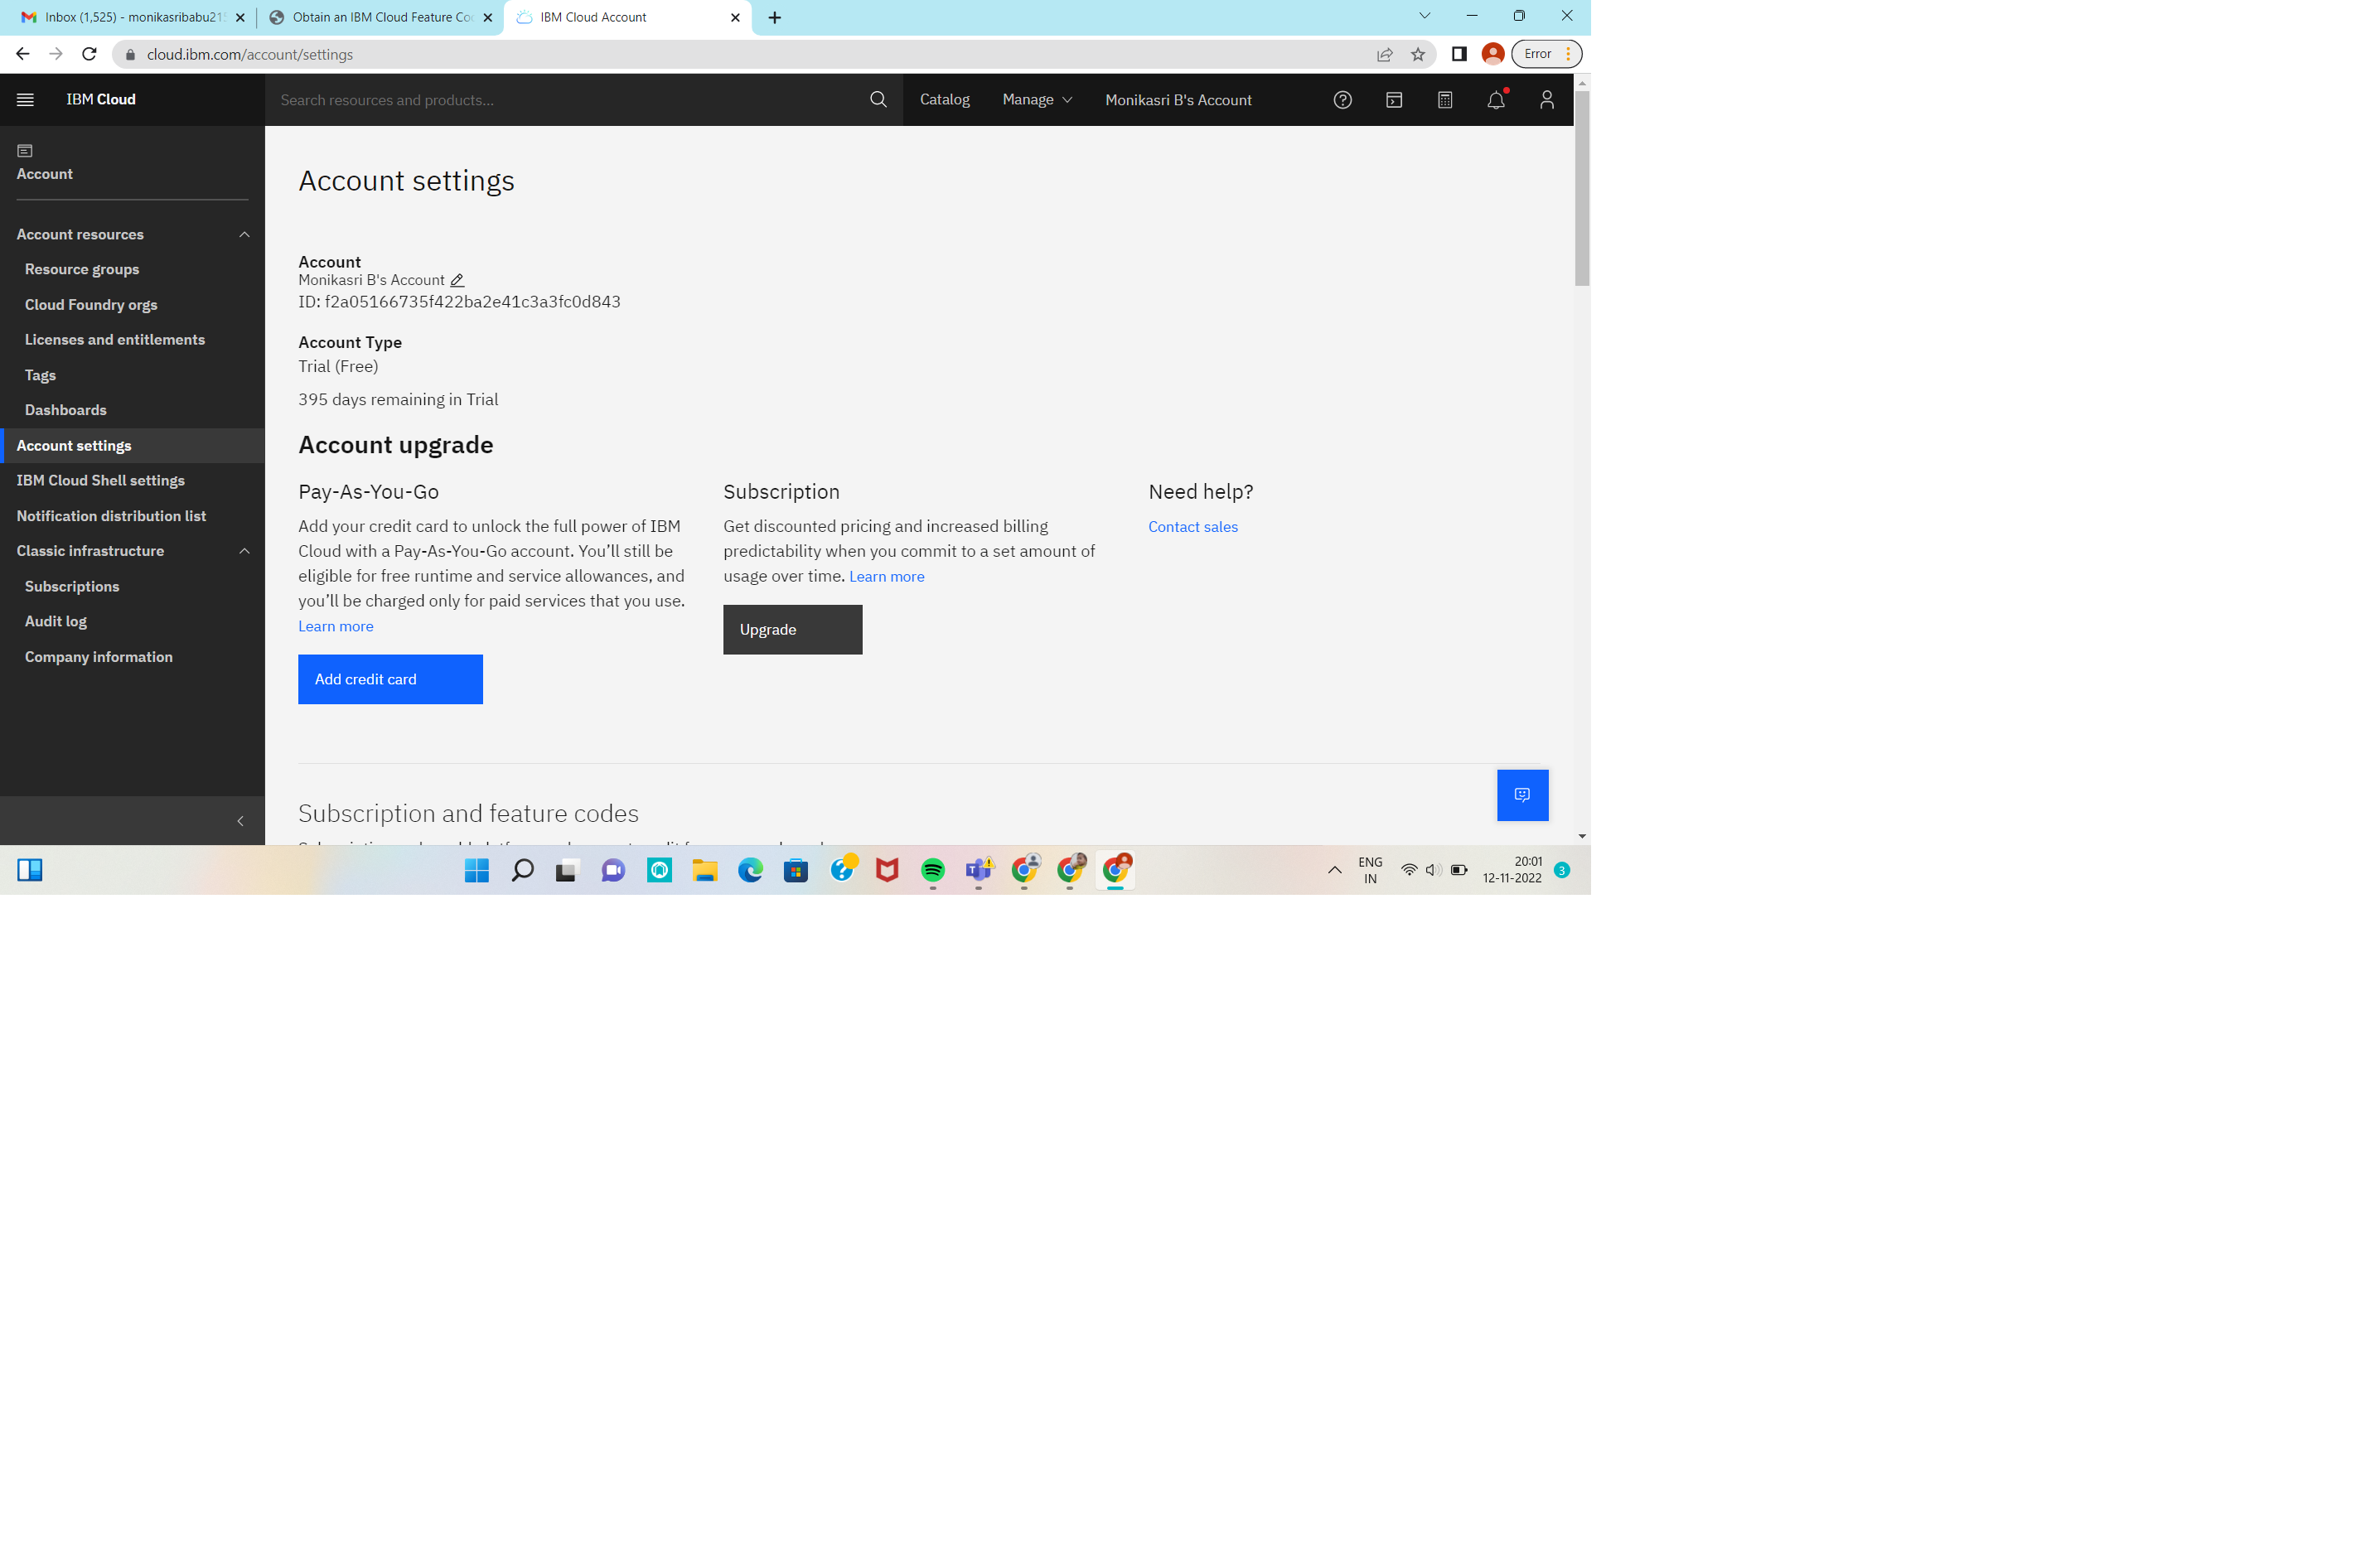 Inbox (1,525) - monikasribabu21
Obtain an IBM Cloud Feature Co
IBM Cloud Account
cloud.ibm.com/account/settings
Error
IBM Cloud
Search resources and products...
Catalog
Manage
Monikasri B's Account
Account
Account resources
Resource groups
Cloud Foundry orgs
Licenses and entitlements
Tags
Dashboards
Account settings
IBM Cloud Shell settings
Notification distribution list
Classic infrastructure
Subscriptions
Audit log
Company information
Account settings
Account
Monikasri B's Account
ID: f2a05166735f422ba2e41c3a3fc0d843
Account Type
Trial (Free)
395 days remaining in Trial
Account upgrade
Pay-As-You-Go
Add your credit card to unlock the full power of IBM
Cloud with a Pay-As-You-Go account. You’ll still be
eligible for free runtime and service allowances, and
you’ll be charged only for paid services that you use.
Learn more
Add credit card
Subscription
Get discounted pricing and increased billing
predictability when you commit to a set amount of
usage over time. Learn more
Upgrade
Need help?
Contact sales
Subscription and feature codes
ENG
IN
20:01
12-11-2022
3